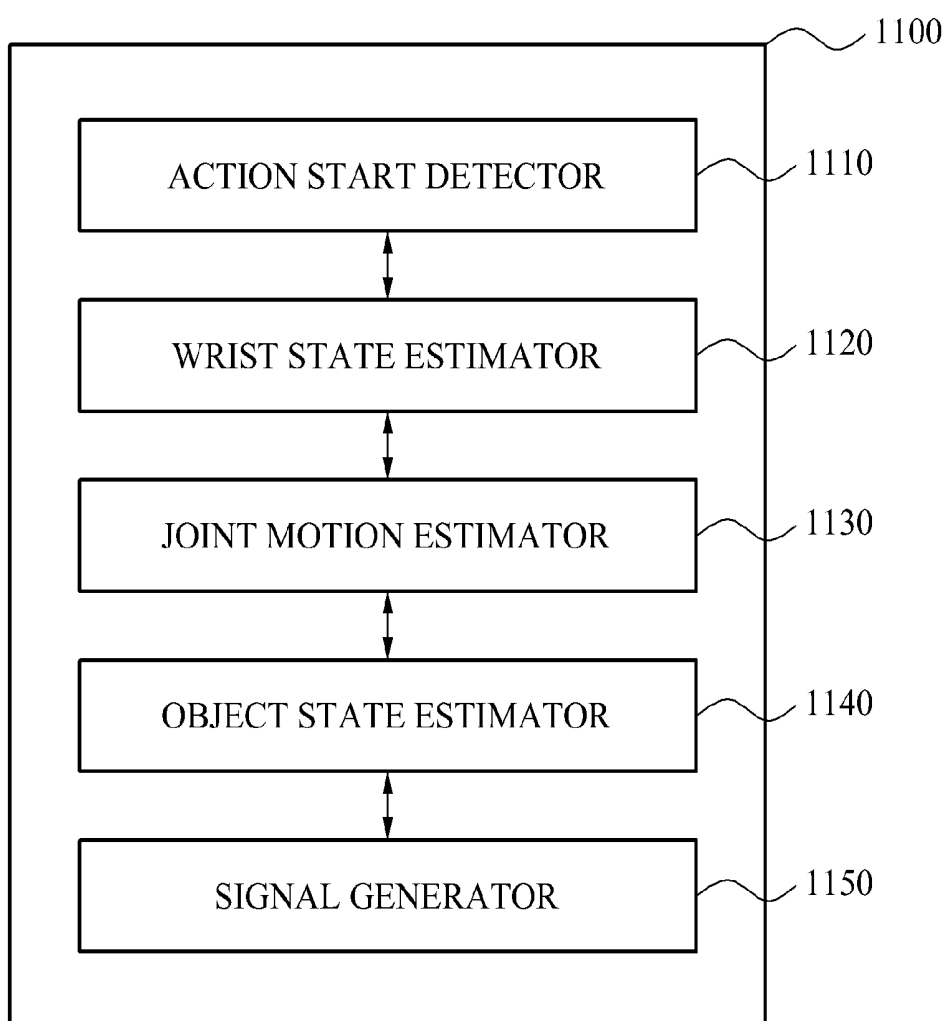 1100
ACTION START DETECTOR
1110
WRIST STATE ESTIMATOR
1120
JOINT MOTION ESTIMATOR
1130
OBJECT STATE ESTIMATOR
1140
SIGNAL GENERATOR
1150